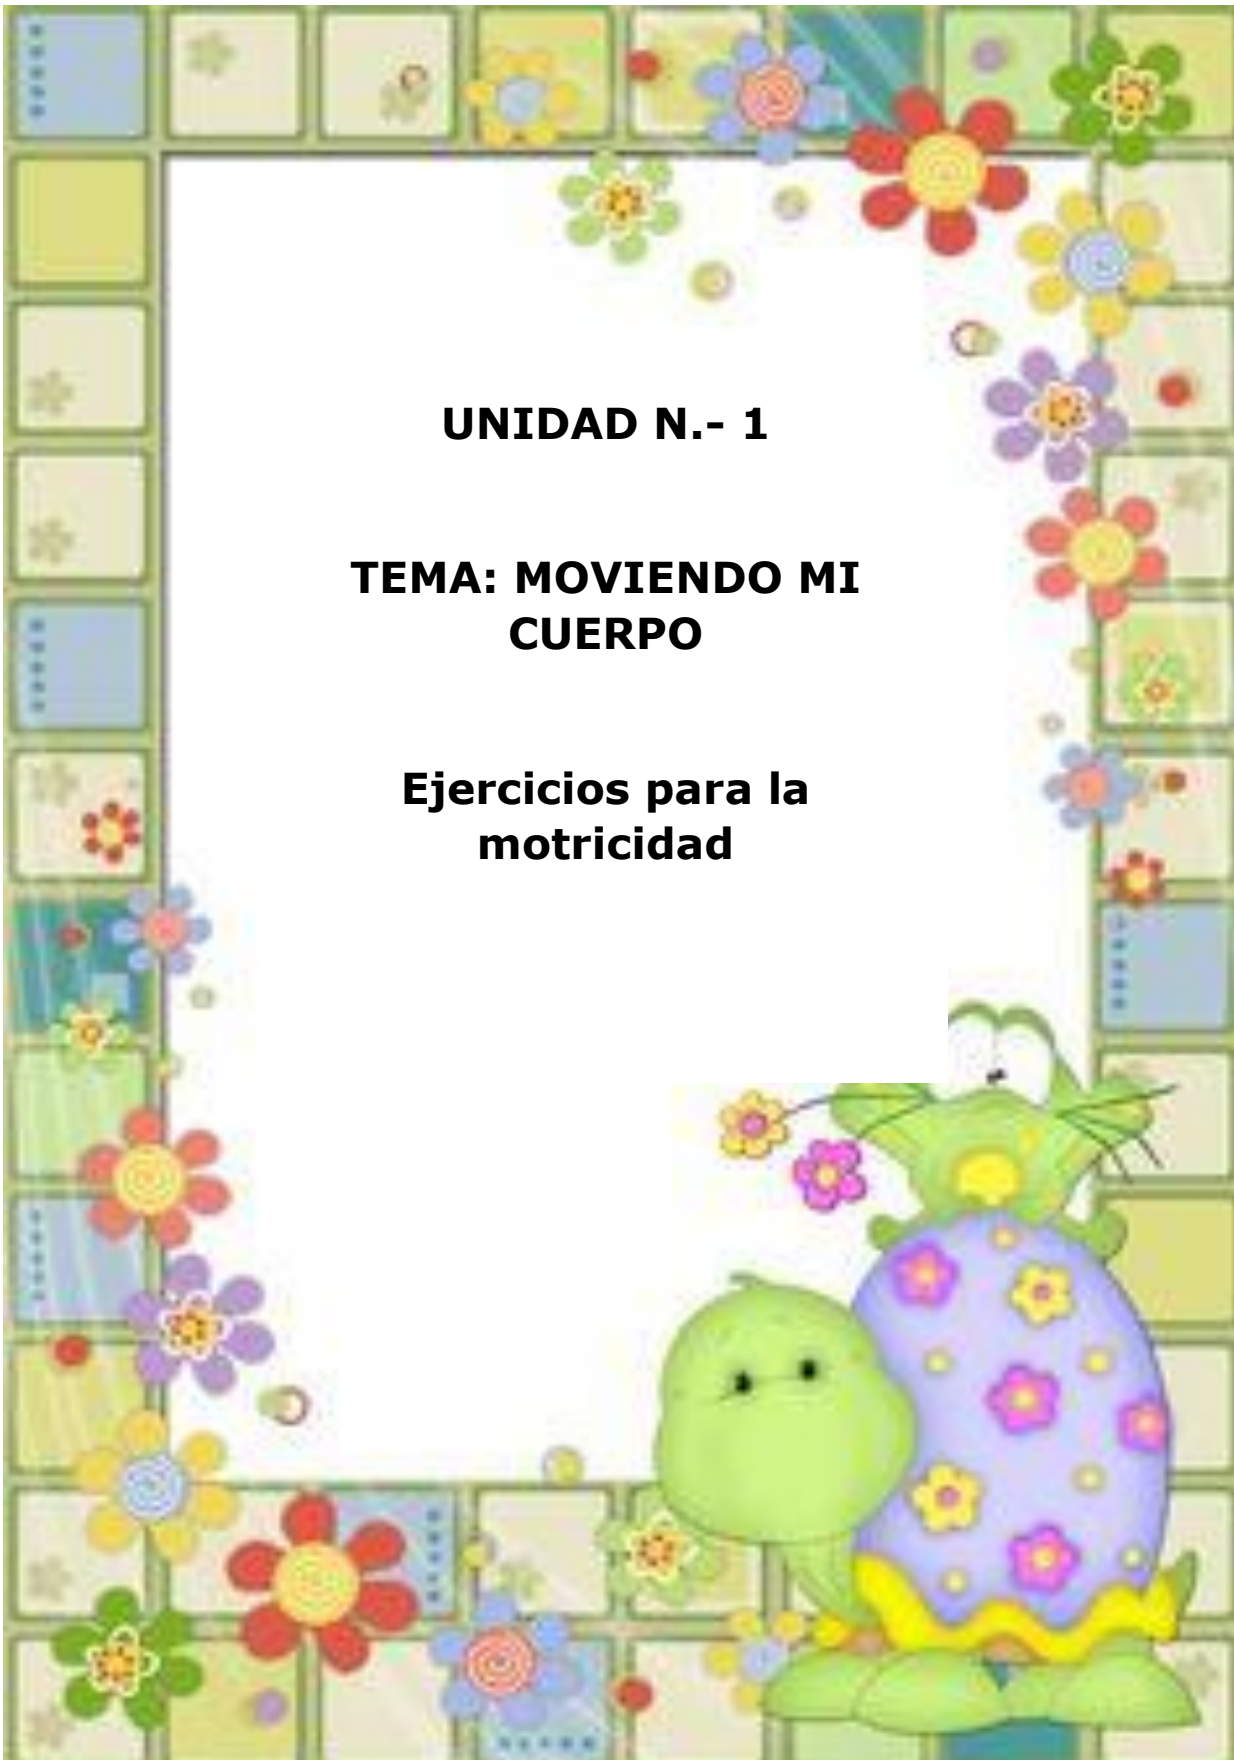 UNIDAD N.- 1
TEMA: MOVIENDO MI
CUERPO
Ejercicios para la
motricidad